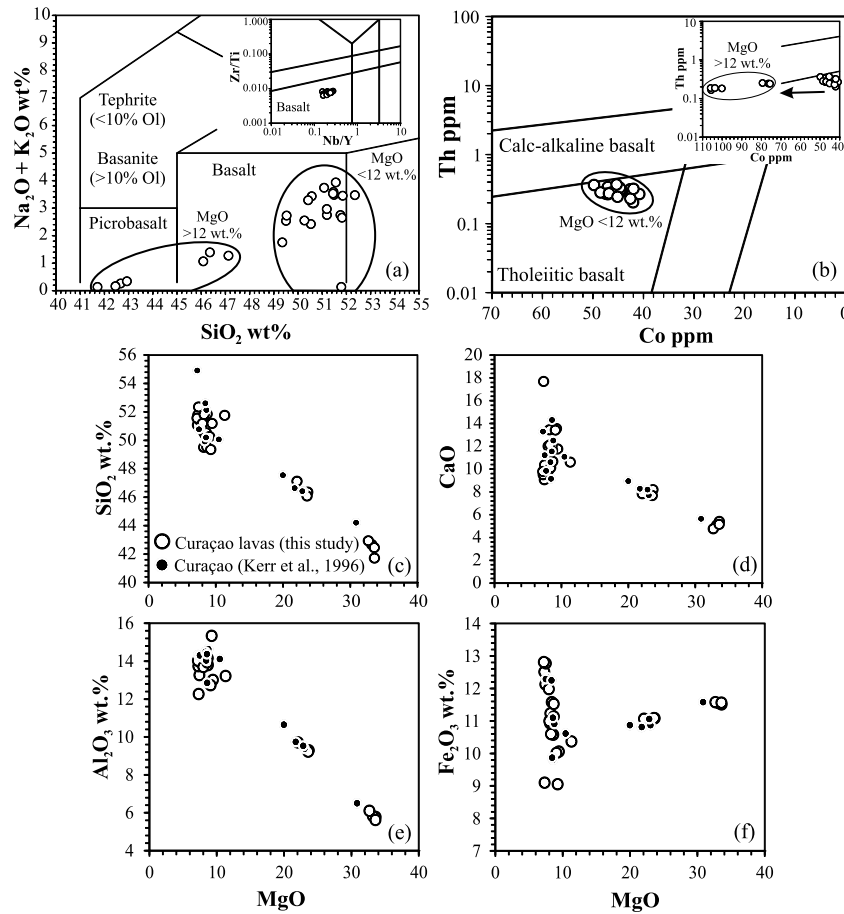 10
9
8
7
6
5
4
3
2
1
0
Na₂O + K₂O wt%
40 41 42 43 44 45 46 47 48 49 50 51 52 53 54 55
SiO₂ wt%
Tephrite
(<10% Ol)
Basanite
(>10% Ol)
Picrobasalt
MgO
>12 wt.%
Basalt
MgO
<12 wt.%
(a)
1.000
0.100
0.010
0.001
Zr/Ti
Basalt
0.01 0.1 1 10
Nb/Y
100
10
1
0.1
0.01
Th ppm
70 60 50 40 30 20 10 0
Co ppm
Calc-alkaline basalt
MgO <12 wt.%
Tholeiitic basalt
(b)
10
1
0.1
0.01
Th ppm
MgO
>12 wt.%
110 100 90 80 70 60 50 40
Co ppm
56
54
52
50
48
46
44
42
40
SiO₂ wt.%
Curaçao lavas (this study)
Curaçao (Kerr et al., 1996)
(c)
0 10 20 30 40
20
18
16
14
12
10
8
6
4
2
0
CaO
(d)
0 10 20 30 40
16
14
12
10
8
6
4
Al₂O₃ wt.%
(e)
0 10 20 30 40
MgO
13
12
11
10
9
8
7
6
5
Fe₂O₃ wt.%
(f)
0 10 20 30 40
MgO